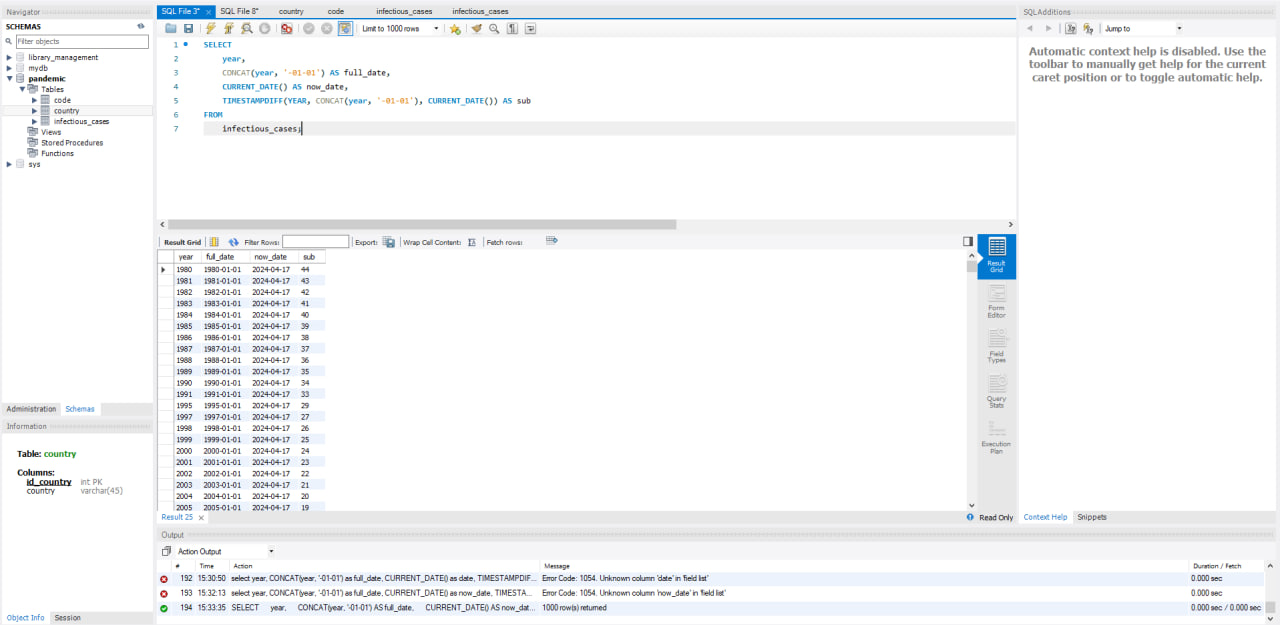 Navigator
SCHEMAS
Filter objects
library_management
mydb
pandemic
Tables
code
country
infectious_cases
Views
Stored Procedures
Functions
sys
Administration Schemas
Information
Table: country
Columns:
id_country int PK
country varchar(45)
Object Info Session
SQL File 3* SQL File 8* country code infectious_cases infectious_cases
Limit to 1000 rows
1 SELECT
2 year,
3 CONCAT(year, '-01-01') AS full_date,
4 CURRENT_DATE() AS now_date,
5 TIMESTAMPDIFF(YEAR, CONCAT(year, '-01-01'), CURRENT_DATE()) AS sub
6 FROM
7 infectious_cases;
Result Grid Filter Rows: Export: Wrap Cell Content: Fetch rows:
year full_date now_date sub
1980 1980-01-01 2024-04-17 44
1981 1981-01-01 2024-04-17 43
1982 1982-01-01 2024-04-17 42
1983 1983-01-01 2024-04-17 41
1984 1984-01-01 2024-04-17 40
1985 1985-01-01 2024-04-17 39
1986 1986-01-01 2024-04-17 38
1987 1987-01-01 2024-04-17 37
1988 1988-01-01 2024-04-17 36
1989 1989-01-01 2024-04-17 35
1990 1990-01-01 2024-04-17 34
1991 1991-01-01 2024-04-17 33
1995 1995-01-01 2024-04-17 29
1997 1997-01-01 2024-04-17 27
1998 1998-01-01 2024-04-17 26
1999 1999-01-01 2024-04-17 25
2000 2000-01-01 2024-04-17 24
2001 2001-01-01 2024-04-17 23
2002 2002-01-01 2024-04-17 22
2003 2003-01-01 2024-04-17 21
2004 2004-01-01 2024-04-17 20
2005 2005-01-01 2024-04-17 19
Result
Grid
Form
Editor
Field
Types
Query
Stats
Execution
Plan
Result 25
Read Only
SQLAdditions
Jump to
Automatic context help is disabled. Use the
toolbar to manually get help for the current
caret position or to toggle automatic help.
Context Help Snippets
Output
Action Output
# Time Action Message Duration / Fetch
192 15:30:50 select year, CONCAT(year, '-01-01') as full_date, CURRENT_DATE() as date, TIMESTAMPDIF... Error Code: 1054. Unknown column 'date' in 'field list' 0.000 sec
193 15:32:13 select year, CONCAT(year, '-01-01') as full_date, CURRENT_DATE() as now_date, TIMESTA... Error Code: 1054. Unknown column 'now_date' in 'field list' 0.000 sec
194 15:33:35 SELECT year, CONCAT(year, '-01-01') AS full_date, CURRENT_DATE() AS now_dat... 1000 row(s) returned 0.000 sec / 0.000 sec